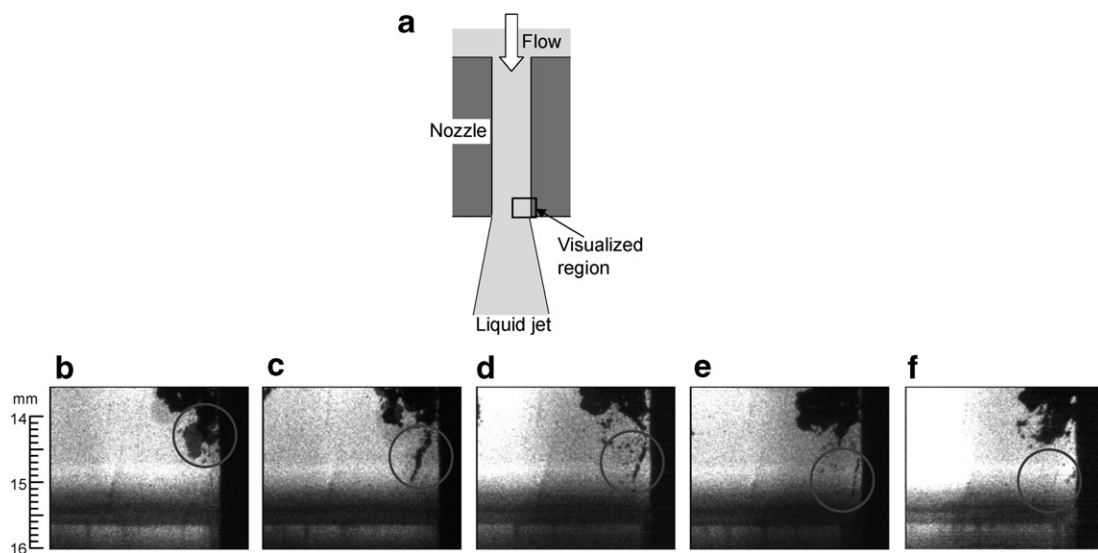 a
Flow
Nozzle
Visualized
region
Liquid jet
b c d e f
mm
14
15
16